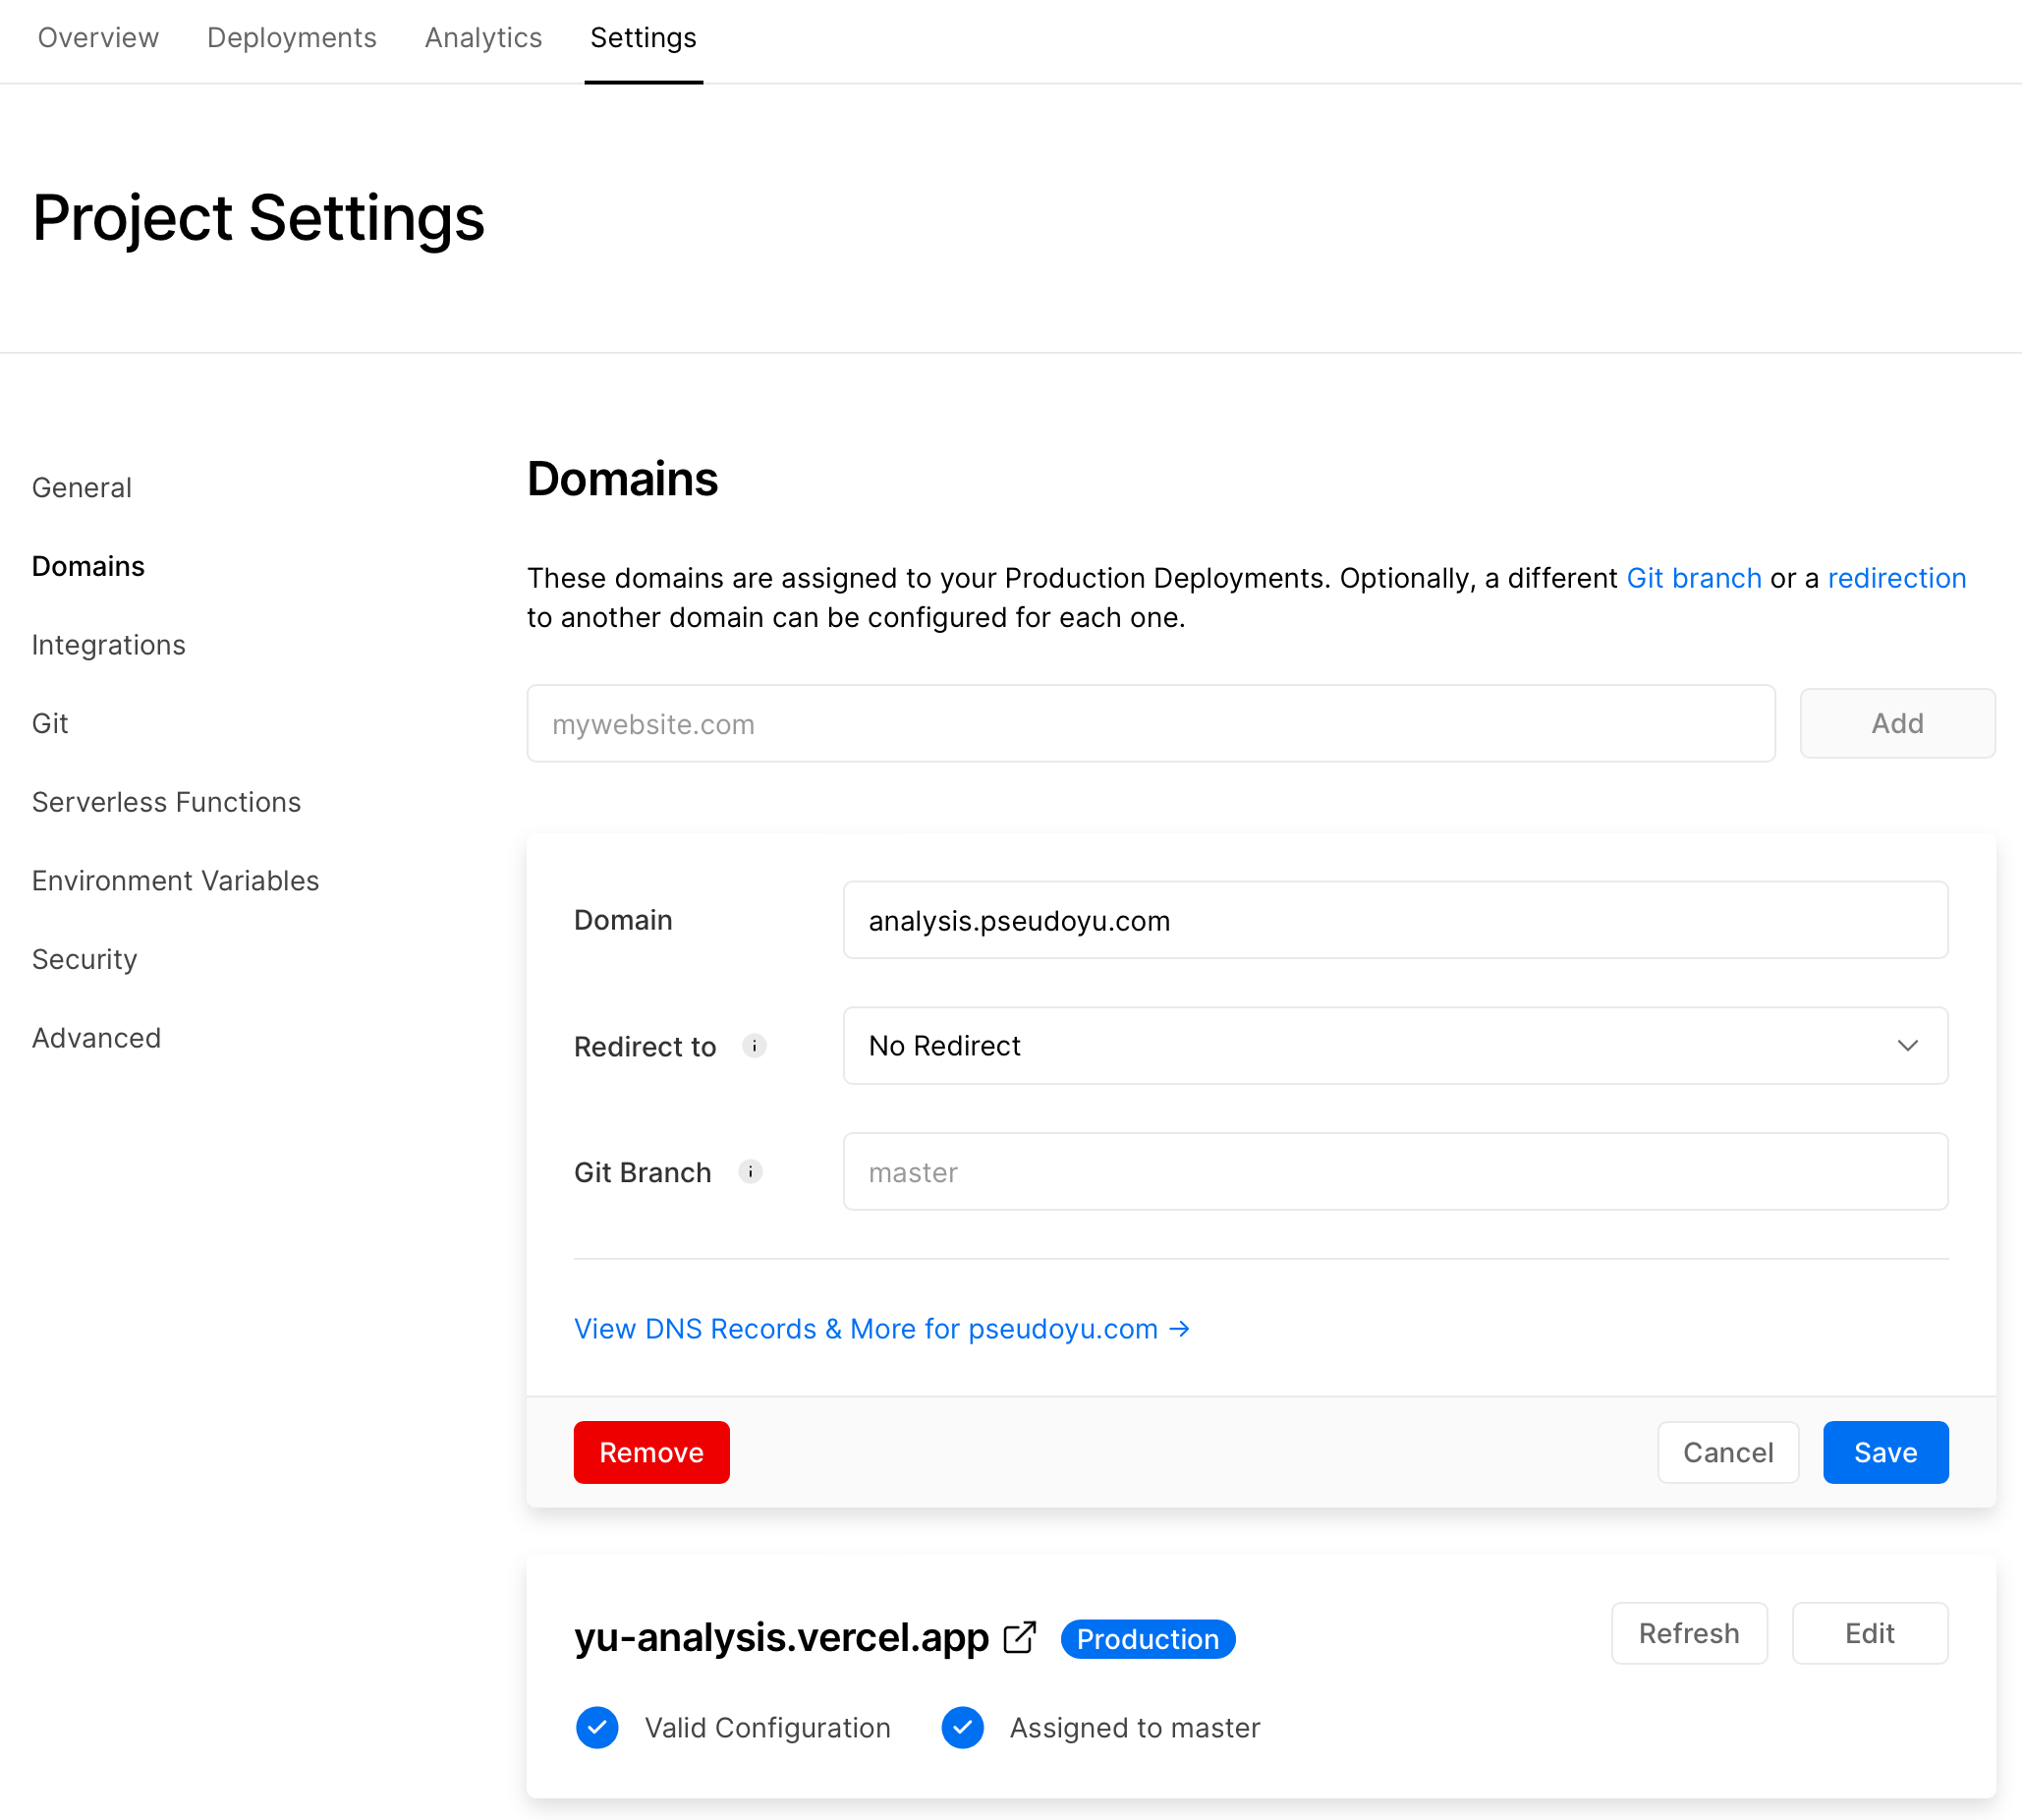 Overview Deployments Analytics Settings
Project Settings
General
Domains
Integrations
Git
Serverless Functions
Environment Variables
Security
Advanced
Domains
These domains are assigned to your Production Deployments. Optionally, a different Git branch or a redirection
to another domain can be configured for each one.
mywebsite.com Add
Domain analysis.pseudoyu.com
Redirect to i No Redirect
Git Branch i master
View DNS Records & More for pseudoyu.com →
Remove Cancel Save
yu-analysis.vercel.app Production Refresh Edit
Valid Configuration Assigned to master